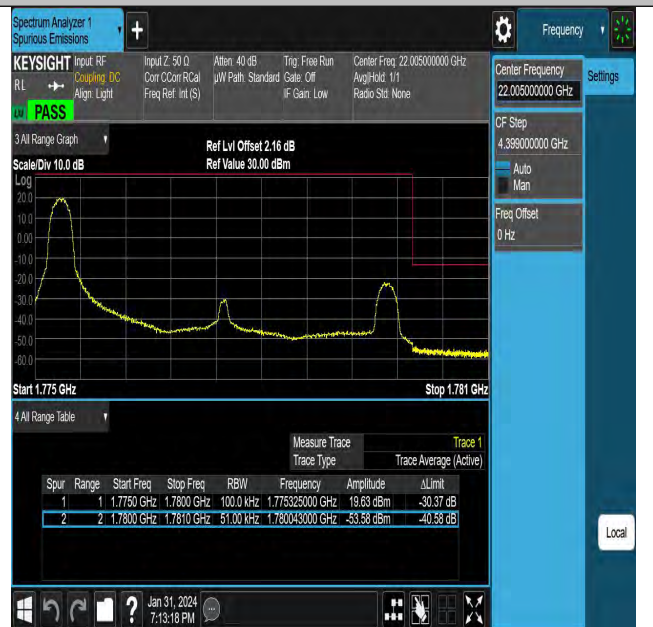 Spectrum Analyzer 1
Spurious Emissions
+
Frequency
KEYSIGHT
Input: RF
Coupling: DC
Align: Light
Input Z: 50 Ω
Corr CCorr RCal
Freq Ref: Int (S)
Atten: 40 dB
µW Path: Standard
Trig: Free Run
Gate: Off
IF Gain: Low
Center Freq: 22.005000000 GHz
Avg|Hold: 1/1
Radio Std: None
RL
LM PASS
Center Frequency
22.005000000 GHz
Settings
CF Step
4.399000000 GHz
Auto
Man
Freq Offset
0 Hz
3 All Range Graph
Ref Lvl Offset 2.16 dB
Scale/Div 10.0 dB
Ref Value 30.00 dBm
Log
20.0
10.0
0.00
-10.0
-20.0
-30.0
-40.0
-50.0
-60.0
Start 1.775 GHz
Stop 1.781 GHz
4 All Range Table
Measure Trace Trace 1
Trace Type Trace Average (Active)
Spur Range Start Freq Stop Freq RBW Frequency Amplitude ΔLimit
1 1 1.7750 GHz 1.7800 GHz 100.0 kHz 1.775325000 GHz 19.63 dBm -30.37 dB
2 2 1.7800 GHz 1.7810 GHz 51.00 kHz 1.780043000 GHz -53.58 dBm -40.58 dB
Local
?
Jan 31, 2024
7:13:18 PM